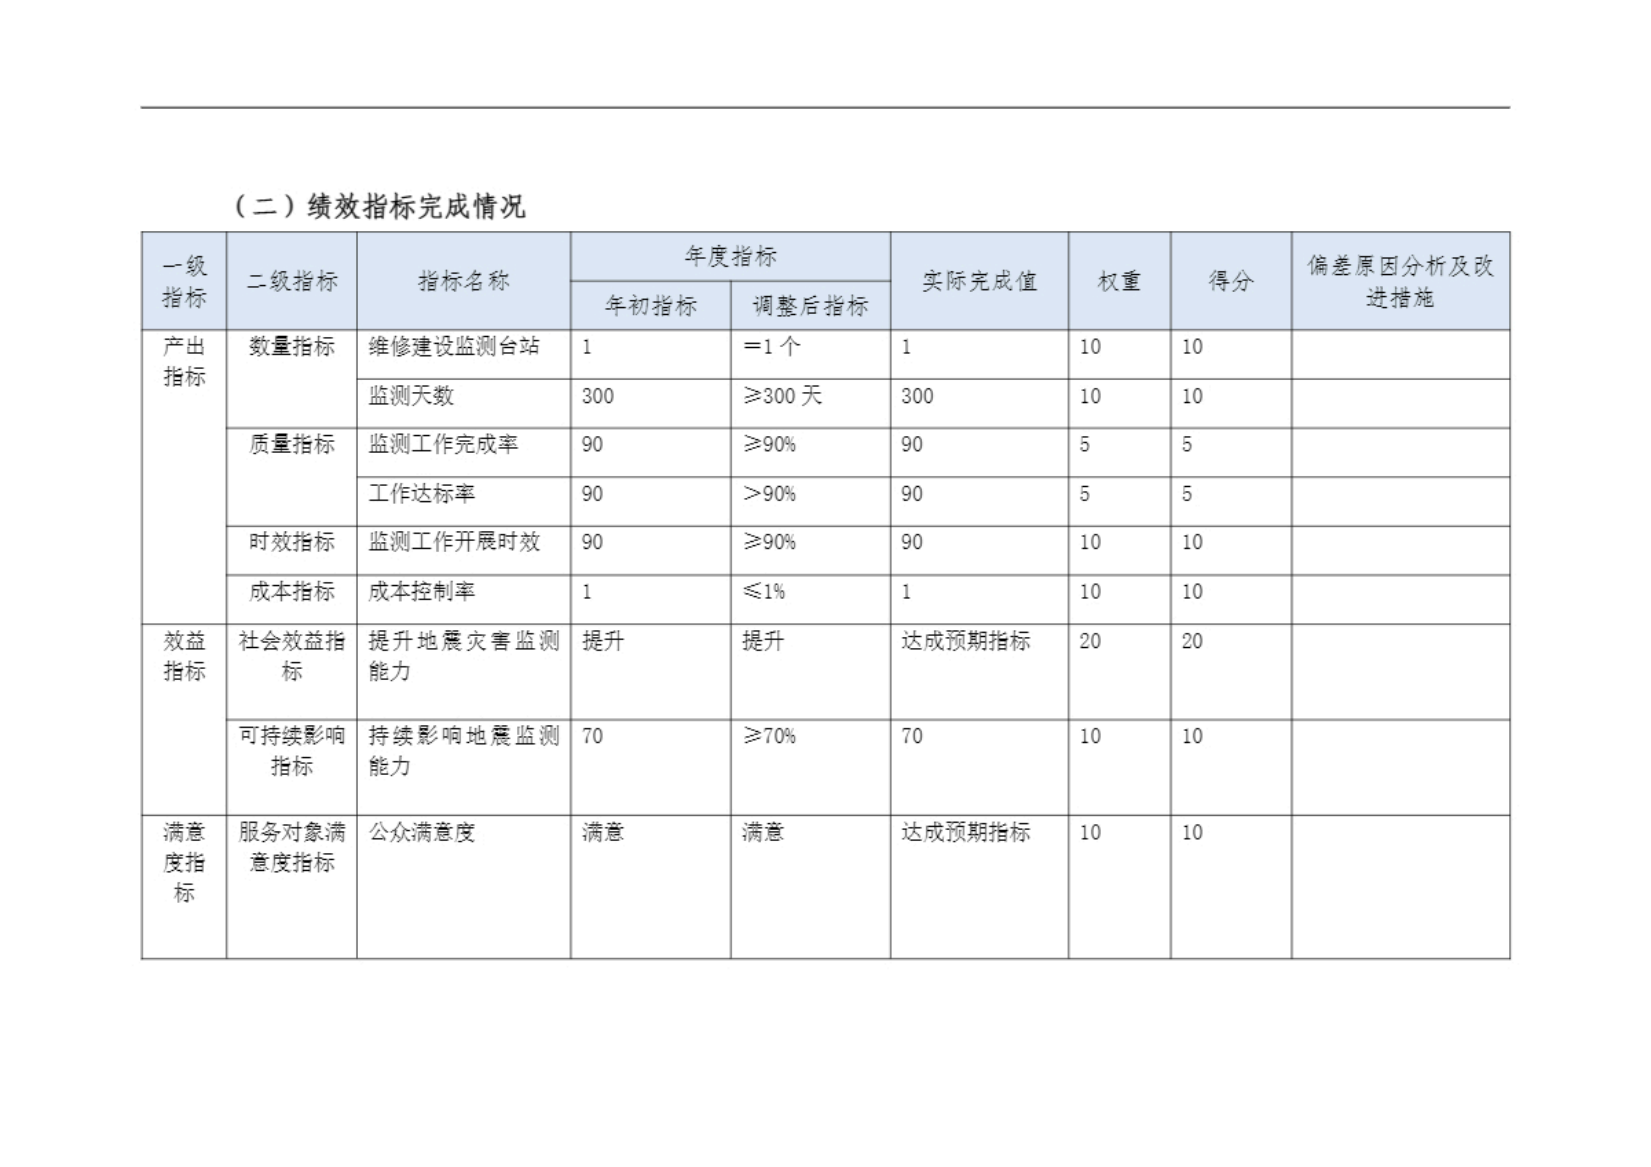 （二）绩效指标完成情况
一级指标 二级指标 指标名称 年度指标 实际完成值 权重 得分 偏差原因分析及改进措施
年初指标 调整后指标
产出指标 数量指标 维修建设监测台站 1 =1个 1 10 10
监测天数 300 ≥300天 300 10 10
质量指标 监测工作完成率 90 ≥90% 90 5 5
工作达标率 90 >90% 90 5 5
时效指标 监测工作开展时效 90 ≥90% 90 10 10
成本指标 成本控制率 1 ≤1% 1 10 10
效益指标 社会效益指标 提升地震灾害监测能力 提升 提升 达成预期指标 20 20
可持续影响指标 持续影响地震监测能力 70 ≥70% 70 10 10
满意度指标 服务对象满意度指标 公众满意度 满意 满意 达成预期指标 10 10